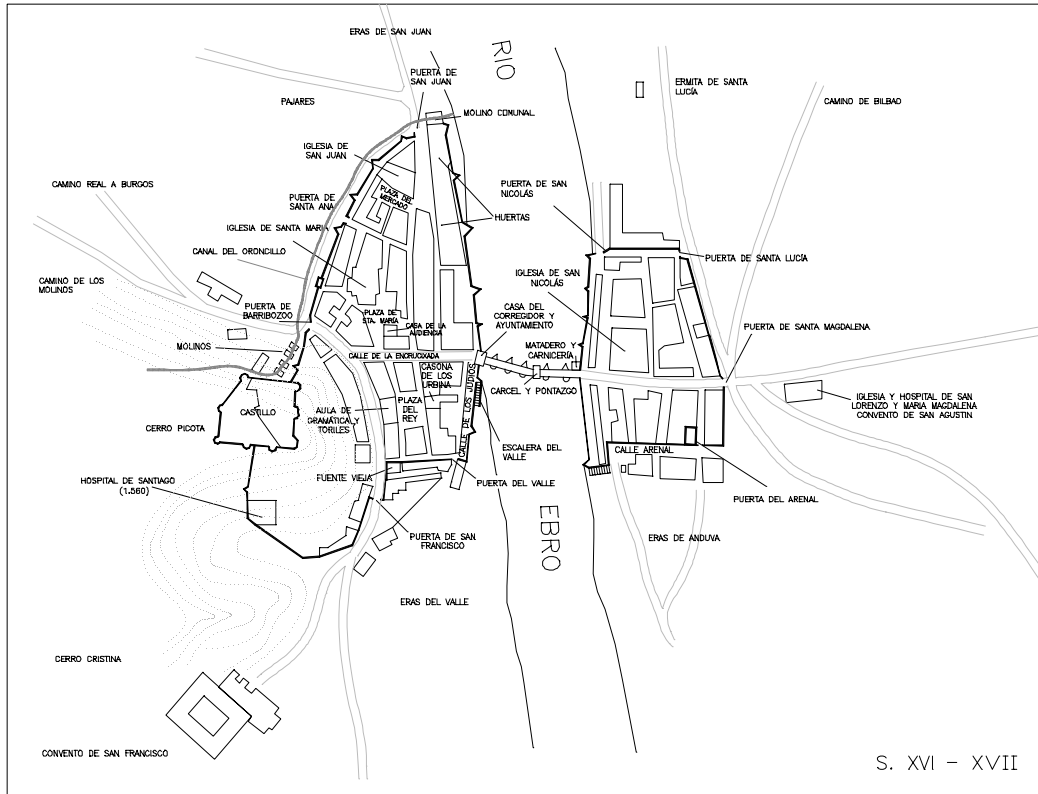 ERAS DE SAN JUAN
RIO
PUERTA DE
SAN JUAN
ERMITA DE SANTA
LUCÍA
PAJARES
CAMINO DE BILBAO
MOLINO COMUNAL
IGLESIA DE
SAN JUAN
CAMINO REAL A BURGOS
PUERTA DE
SANTA ANA
PLAZA DEL
MERCADO
PUERTA DE SAN
NICOLÁS
HUERTAS
IGLESIA DE SANTA MARIA
CANAL DEL ORONCILLO
PUERTA DE SANTA LUCÍA
IGLESIA DE SAN
NICOLÁS
CAMINO DE LOS
MOLINOS
PUERTA DE
BARRIBOZOO
PLAZA DE
STA. MARÍA
CASA DE LA
AUDIENCIA
CASA DEL
CORREGIDOR Y
AYUNTAMIENTO
PUERTA DE SANTA MAGDALENA
MOLINOS
CALLE DE LA ENCRUCIXADA
MATADERO Y
CARNICERÍA
CASONA
DE LOS
URBINA
CARCEL Y PONTAZGO
IGLESIA Y HOSPITAL DE SAN
LORENZO Y MARIA MAGDALENA
CONVENTO DE SAN AGUSTIN
CASTILLO
AULA DE
GRAMÁTICA Y
TORILES
PLAZA
DEL
REY
CALLE DE LOS JUDIOS
CERRO PICOTA
ESCALERA DEL
VALLE
CALLE ARENAL
HOSPITAL DE SANTIAGO
(1.560)
FUENTE VIEJA
PUERTA DEL VALLE
PUERTA DEL ARENAL
EBRO
PUERTA DE SAN
FRANCISCO
ERAS DE ANDUVA
ERAS DEL VALLE
CERRO CRISTINA
CONVENTO DE SAN FRANCISCO
S. XVI - XVII